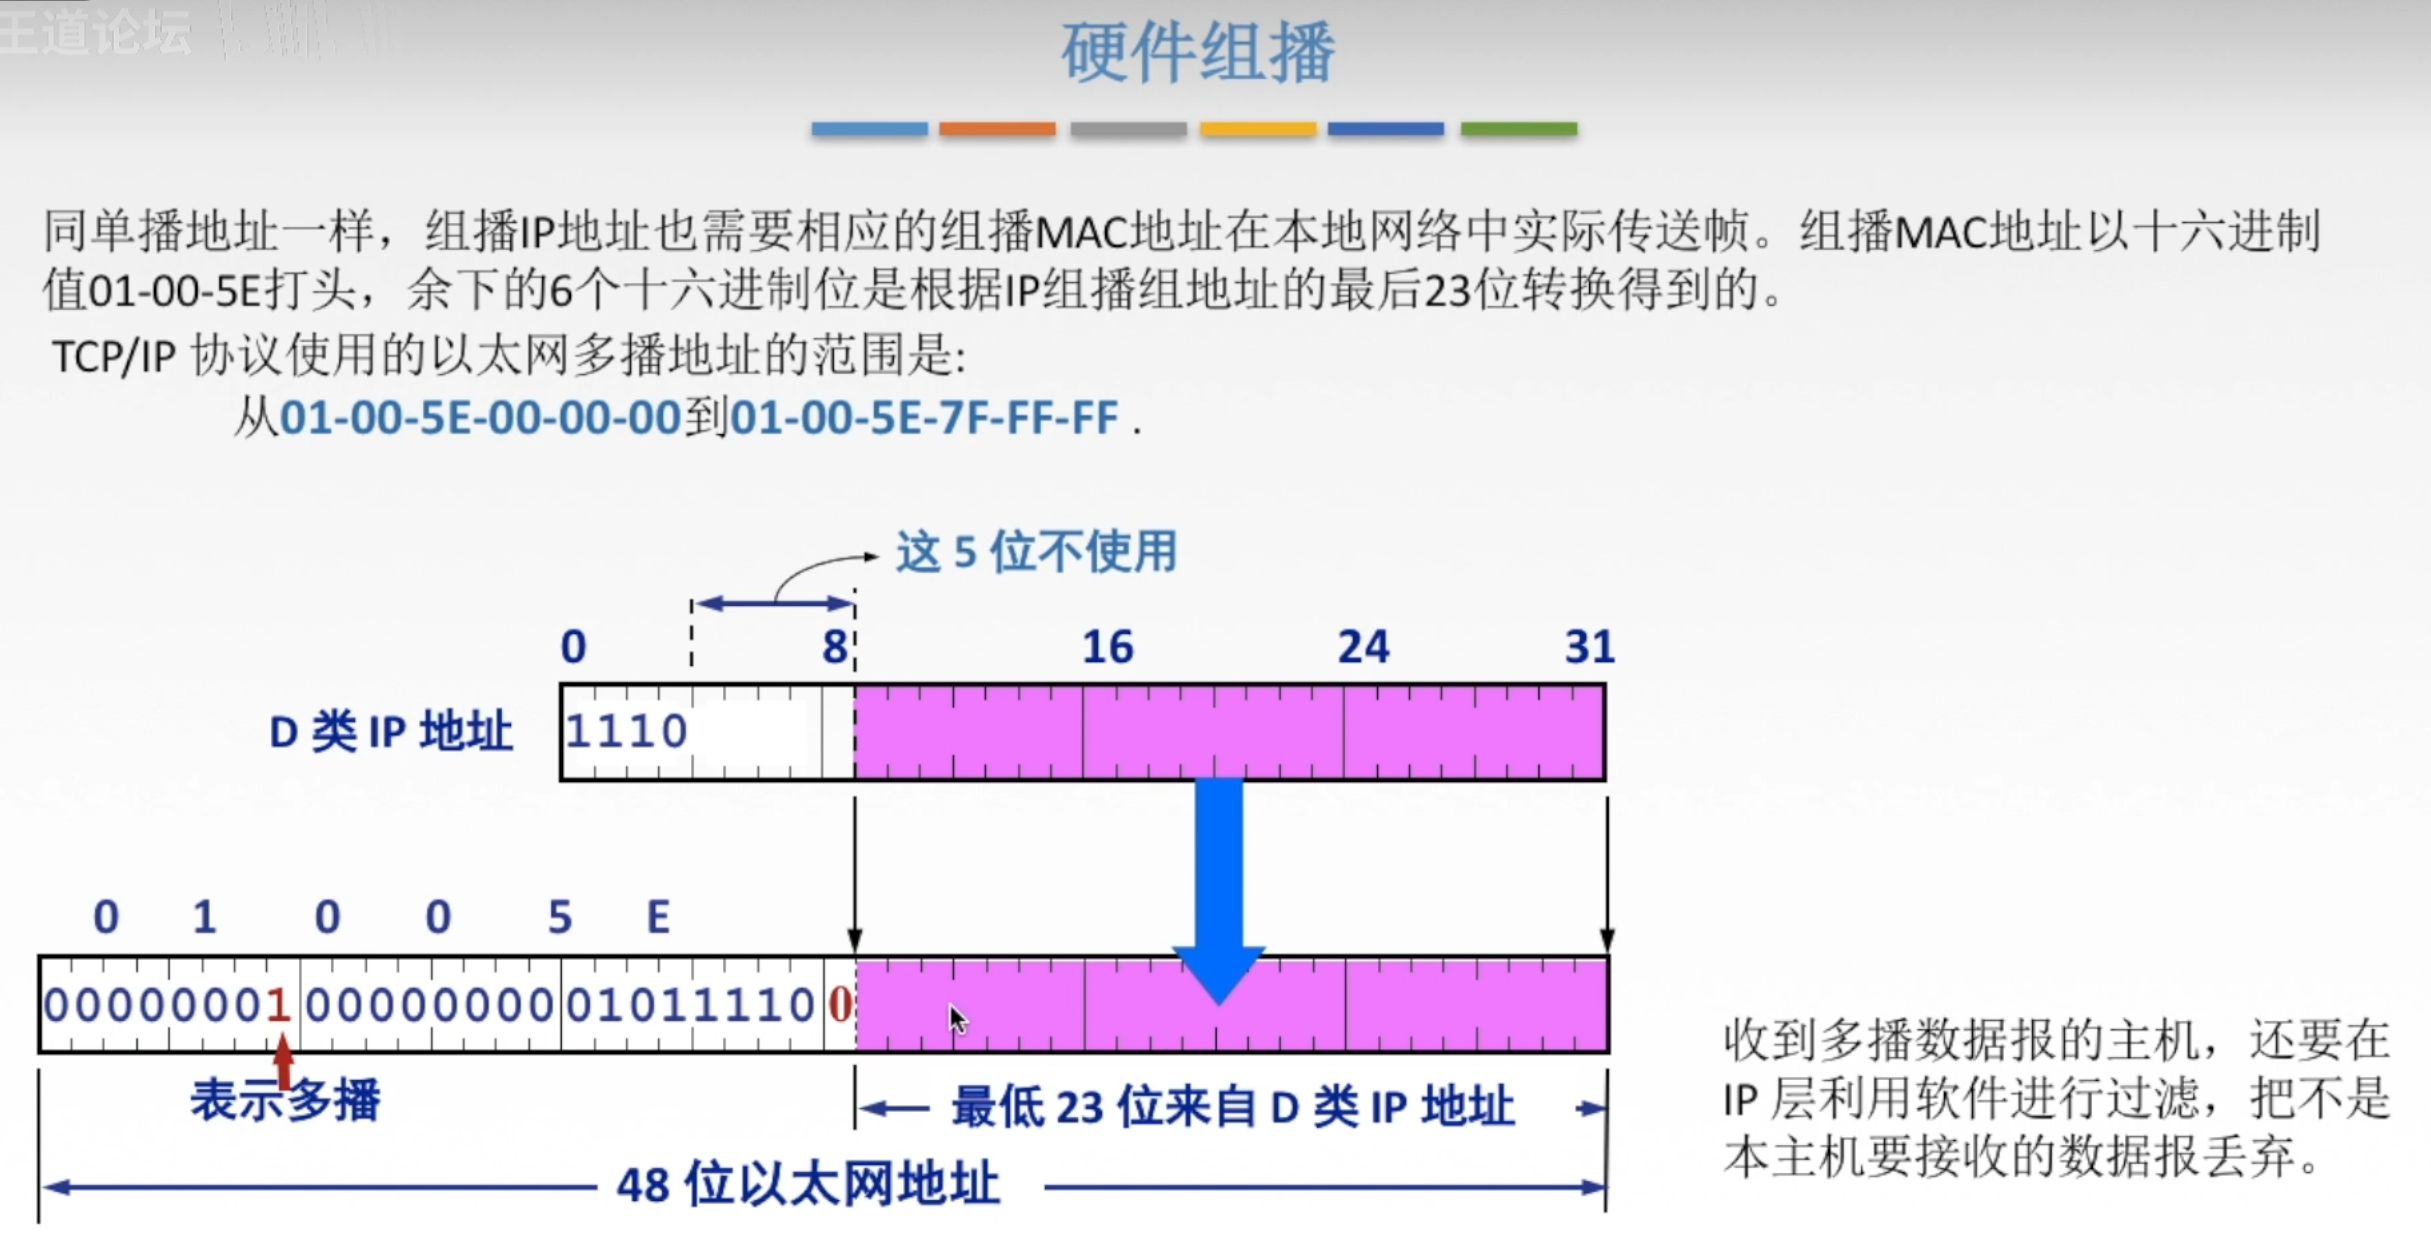 王道论坛
硬件组播
同单播地址一样，组播IP地址也需要相应的组播MAC地址在本地网络中实际传送帧。组播MAC地址以十六进制
值01-00-5E打头，余下的6个十六进制位是根据IP组播组地址的最后23位转换得到的。
TCP/IP 协议使用的以太网多播地址的范围是:
从01-00-5E-00-00-00到01-00-5E-7F-FF-FF .
这 5 位不使用
0 8 16 24 31
D 类 IP 地址 1110
0 1 0 0 5 E
00000001 00000000 01011110 0
表示多播
最低 23 位来自 D 类 IP 地址
48 位以太网地址
收到多播数据报的主机，还要在
IP 层利用软件进行过滤，把不是
本主机要接收的数据报丢弃。